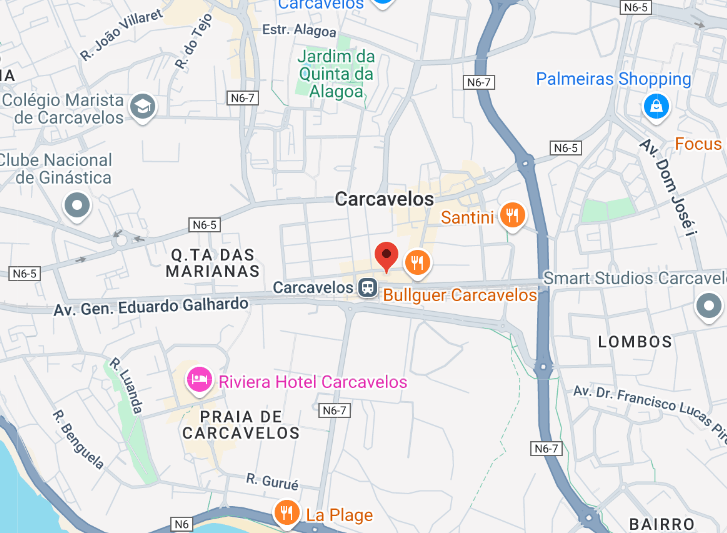 Carcavelos
R. João Villaret
R. do Tejo
Estr. Alagoa
N6-5
Jardim da
Quinta da
Alagoa
N6-7
N6-7
Palmeiras Shopping
Colégio Marista
de Carcavelos
Focus
N6-5
Av. Dom José i
Clube Nacional
de Ginástica
Carcavelos
Santini
N6-5
Q.TA DAS
MARIANAS
N6-5
Carcavelos
Bullguer Carcavelos
Smart Studios Carcavel
Av. Gen. Eduardo Galhardo
LOMBOS
R. Luanda
Riviera Hotel Carcavelos
Av. Dr. Francisco Lucas Pir
N6-7
PRAIA DE
CARCAVELOS
R. Benguela
N6-7
R. Gurué
La Plage
N6
BAIRRO